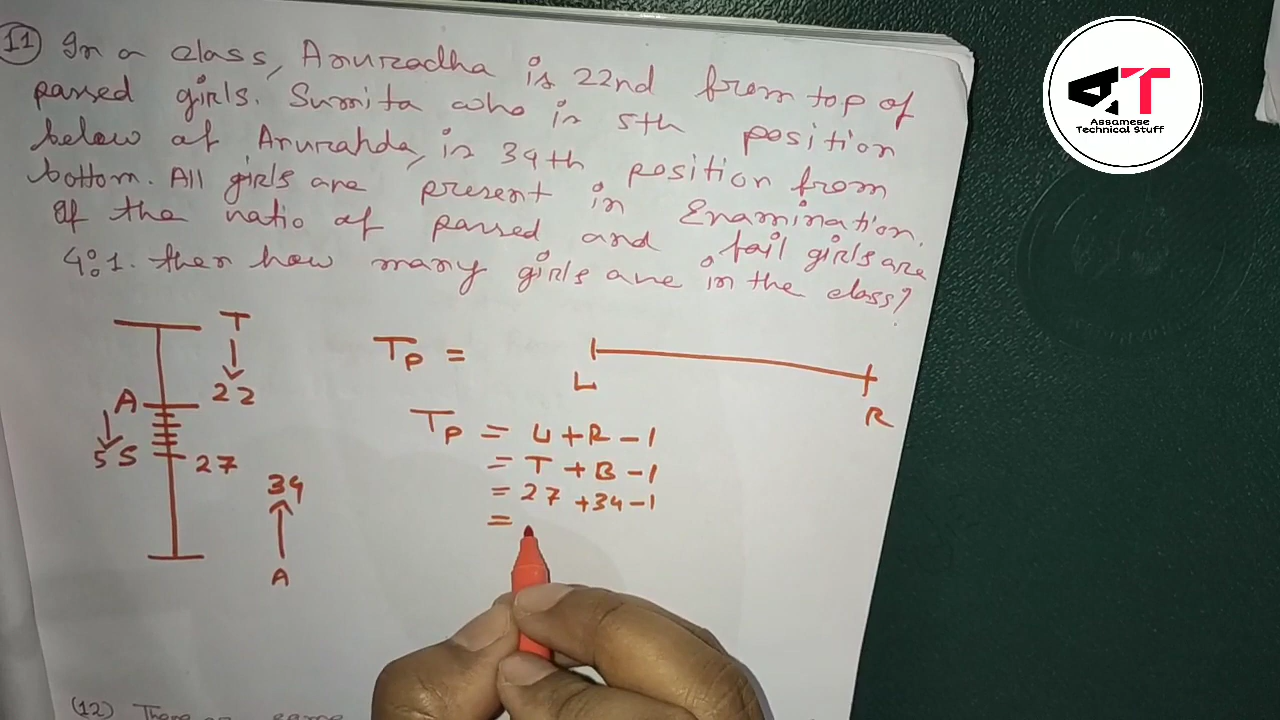 (11) In a class, Anuradha is 22nd from top of
passed girls. Sumita who is 5th position
below of Anurahda, is 34th position from
bottom. All girls are present in Examination.
If the ratio of passed and fail girls are
4:1. then how many girls are in the class?
T
22
A
5 S
27
34
A
Tp =
L
R
Tp = L + R - 1
= T + B - 1
= 27 + 34 - 1
=
(12) There
AT
Assamese
Technical Stuff